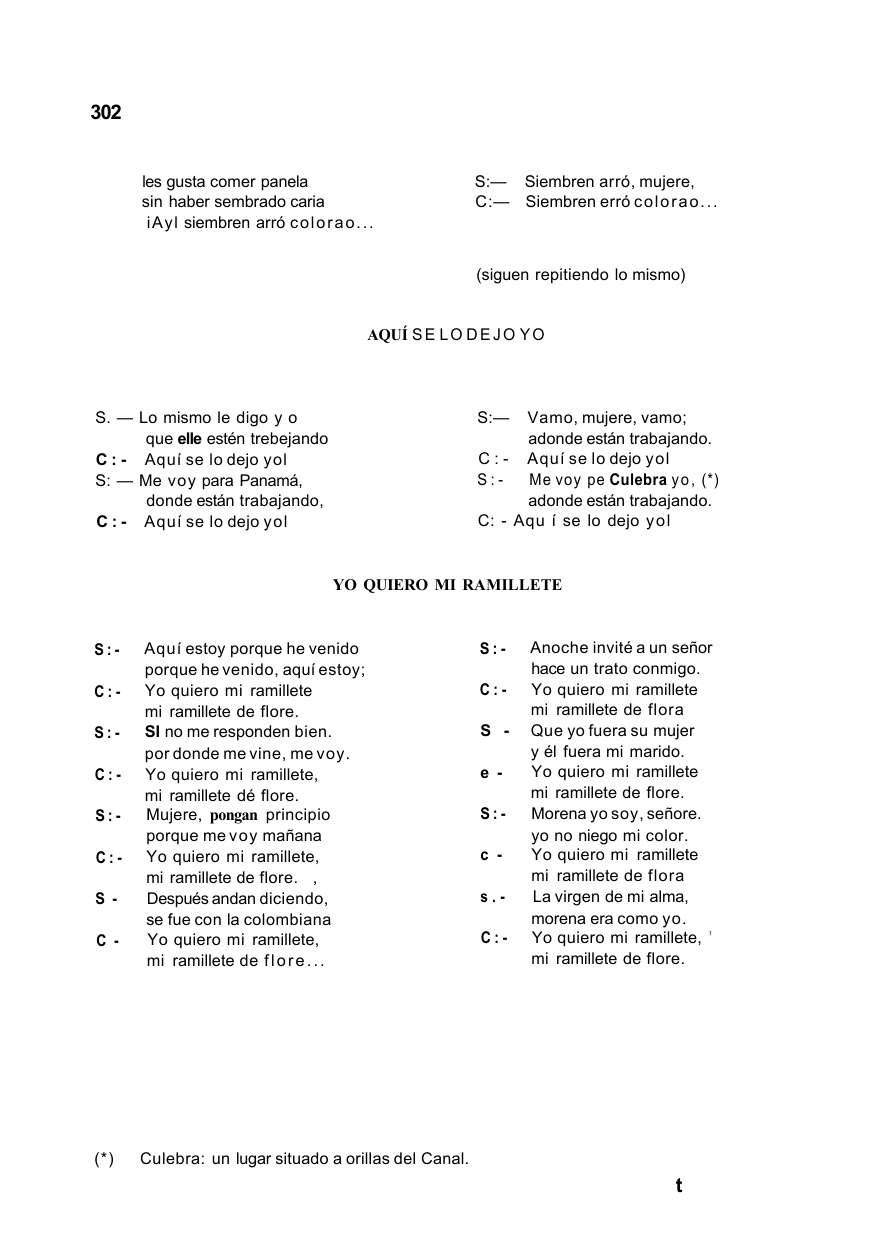 302
les gusta comer panela
sin haber sembrado caria
¡Ayl siembren arró colorao...
S:— Siembren arró, mujere,
C:— Siembren erró colorao...
(siguen repitiendo lo mismo)
AQUÍ SE LO DEJO YO
S. — Lo mismo le digo yo
que elle estén trebejando
C:- Aquí se lo dejo yol
S: — Me voy para Panamá,
donde están trabajando,
C:- Aquí se lo dejo yol
S:— Vamo, mujere, vamo;
adonde están trabajando.
C:- Aquí se lo dejo yol
S:- Me voy pe Culebra yo, (*)
adonde están trabajando.
C: - Aqu í se lo dejo yol
YO QUIERO MI RAMILLETE
S:- Aquí estoy porque he venido
porque he venido, aquí estoy;
C:- Yo quiero mi ramillete
mi ramillete de flore.
S:- SI no me responden bien.
por donde me vine, me voy.
C:- Yo quiero mi ramillete,
mi ramillete dé flore.
S:- Mujere, pongan principio
porque me voy mañana
C:- Yo quiero mi ramillete,
mi ramillete de flore. ,
S - Después andan diciendo,
se fue con la colombiana
C - Yo quiero mi ramillete,
mi ramillete de flore...
S:- Anoche invité a un señor
hace un trato conmigo.
C:- Yo quiero mi ramillete
mi ramillete de flora
S - Que yo fuera su mujer
y él fuera mi marido.
e - Yo quiero mi ramillete
mi ramillete de flore.
S:- Morena yo soy, señore.
yo no niego mi color.
c - Yo quiero mi ramillete
mi ramillete de flora
s.- La virgen de mi alma,
morena era como yo.
C:- Yo quiero mi ramillete, '
mi ramillete de flore.
(*) Culebra: un lugar situado a orillas del Canal.
t